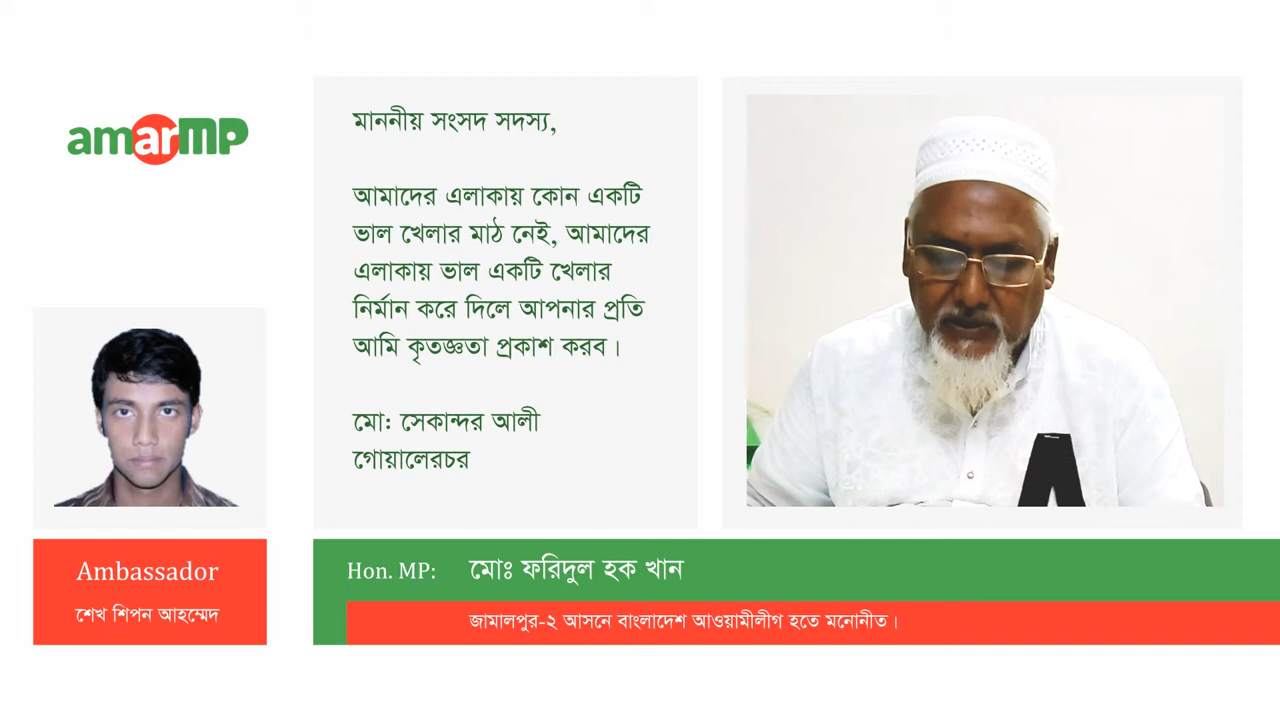 amarMP
মাননীয় সংসদ সদস্য,
আমাদের এলাকায় কোন একটি
ভাল খেলার মাঠ নেই, আমাদের
এলাকায় ভাল একটি খেলার
নির্মান করে দিলে আপনার প্রতি
আমি কৃতজ্ঞতা প্রকাশ করব।
মো: সেকান্দর আলী
গোয়ালেরচর
Ambassador
শেখ শিপন আহম্মেদ
Hon. MP: মোঃ ফরিদুল হক খান
জামালপুর-২ আসনে বাংলাদেশ আওয়ামীলীগ হতে মনোনীত।